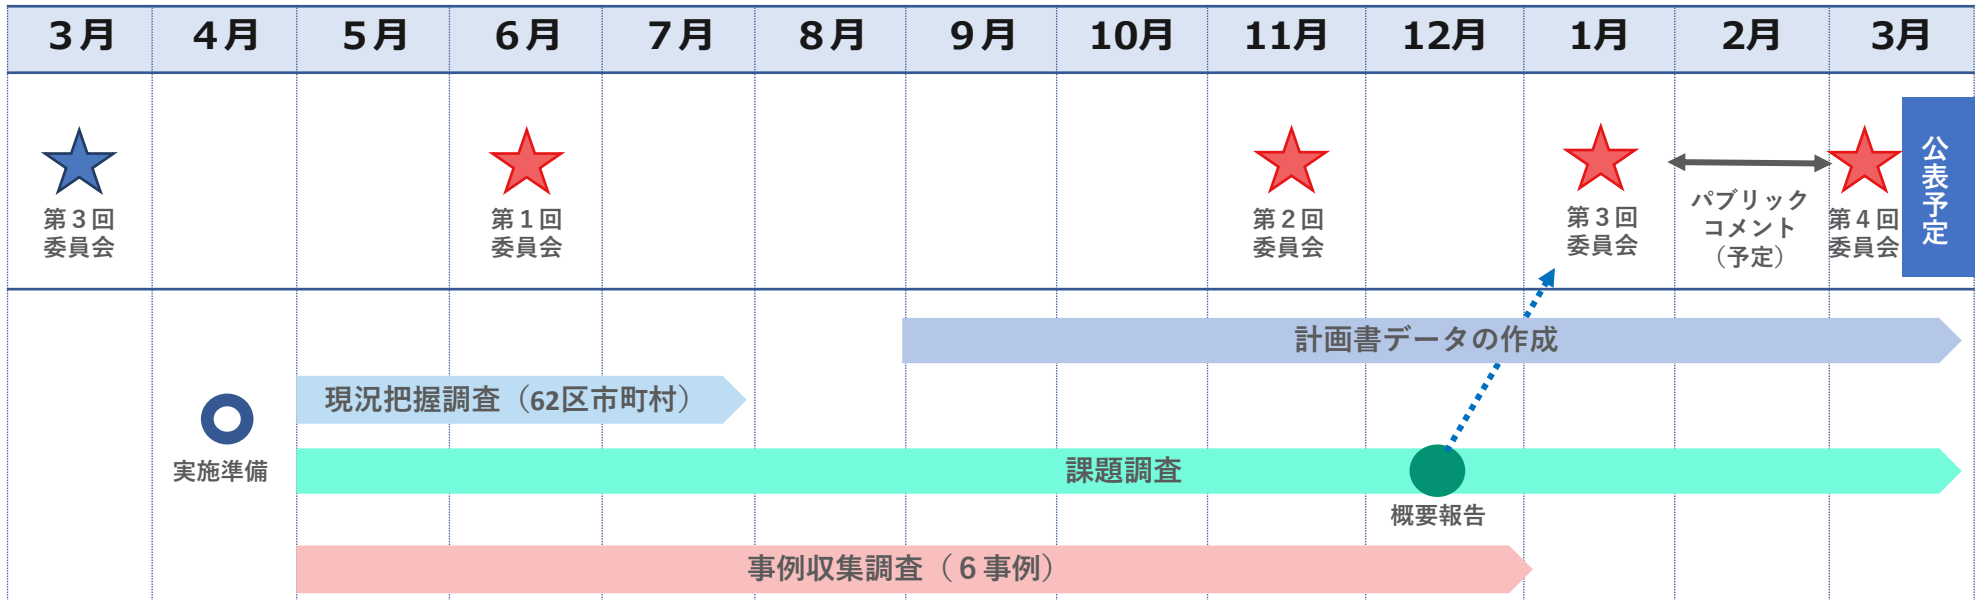 3月 4月 5月 6月 7月 8月 9月 10月 11月 12月 1月 2月 3月
第3回
委員会
第1回
委員会
第2回
委員会
第3回
委員会
パブリック
コメント
（予定）
第4回
委員会
公表予定
計画書データの作成
現況把握調査（62区市町村）
実施準備
課題調査
概要報告
事例収集調査（6事例）